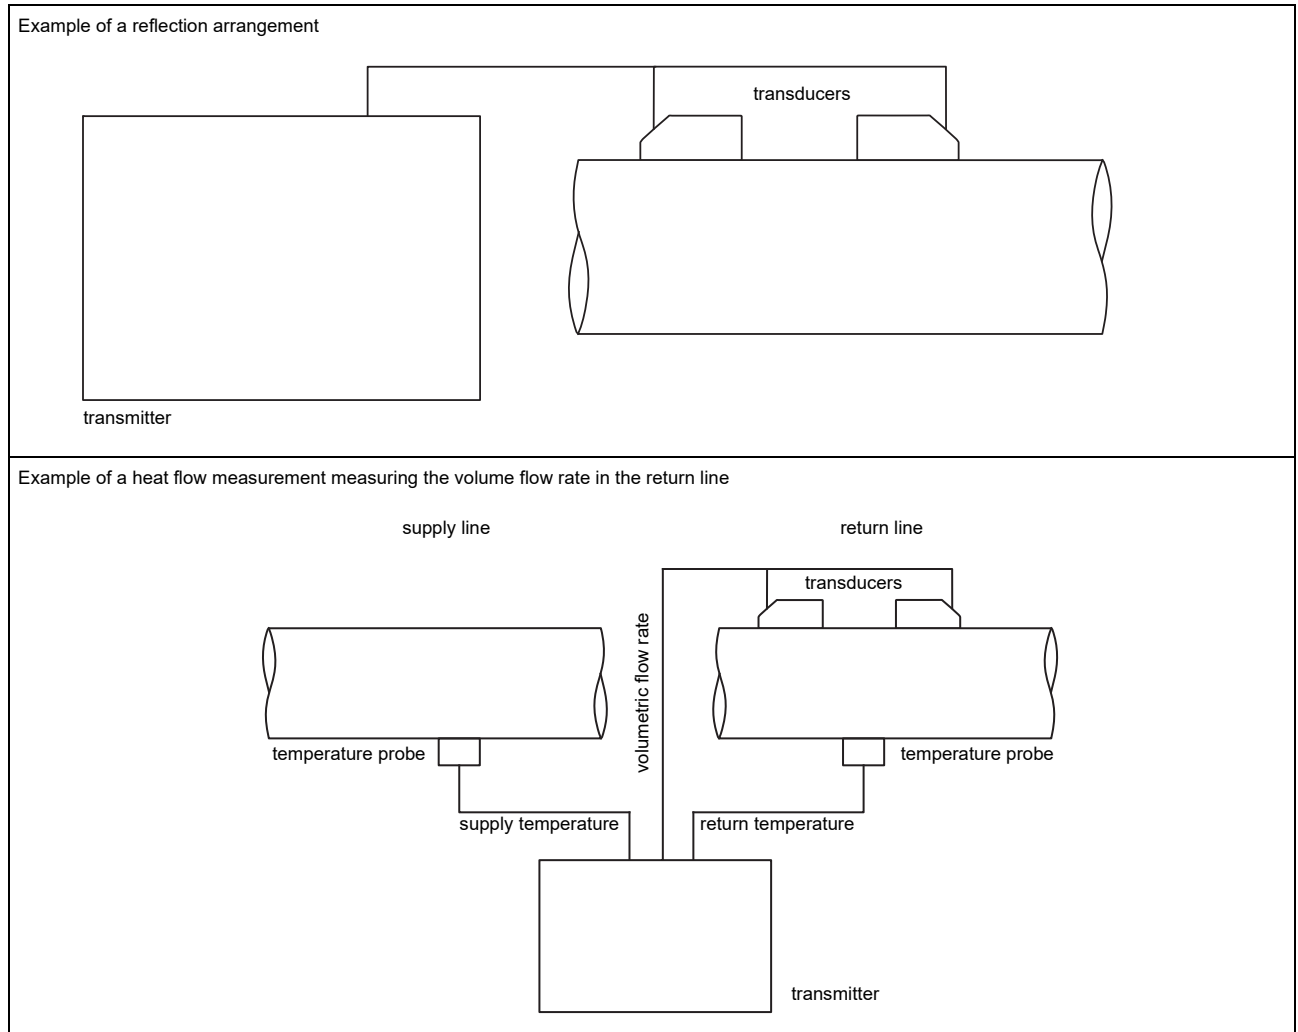 Example of a reflection arrangement
transducers
transmitter
Example of a heat flow measurement measuring the volume flow rate in the return line
supply line
return line
transducers
volumetric flow rate
temperature probe
temperature probe
supply temperature
return temperature
transmitter